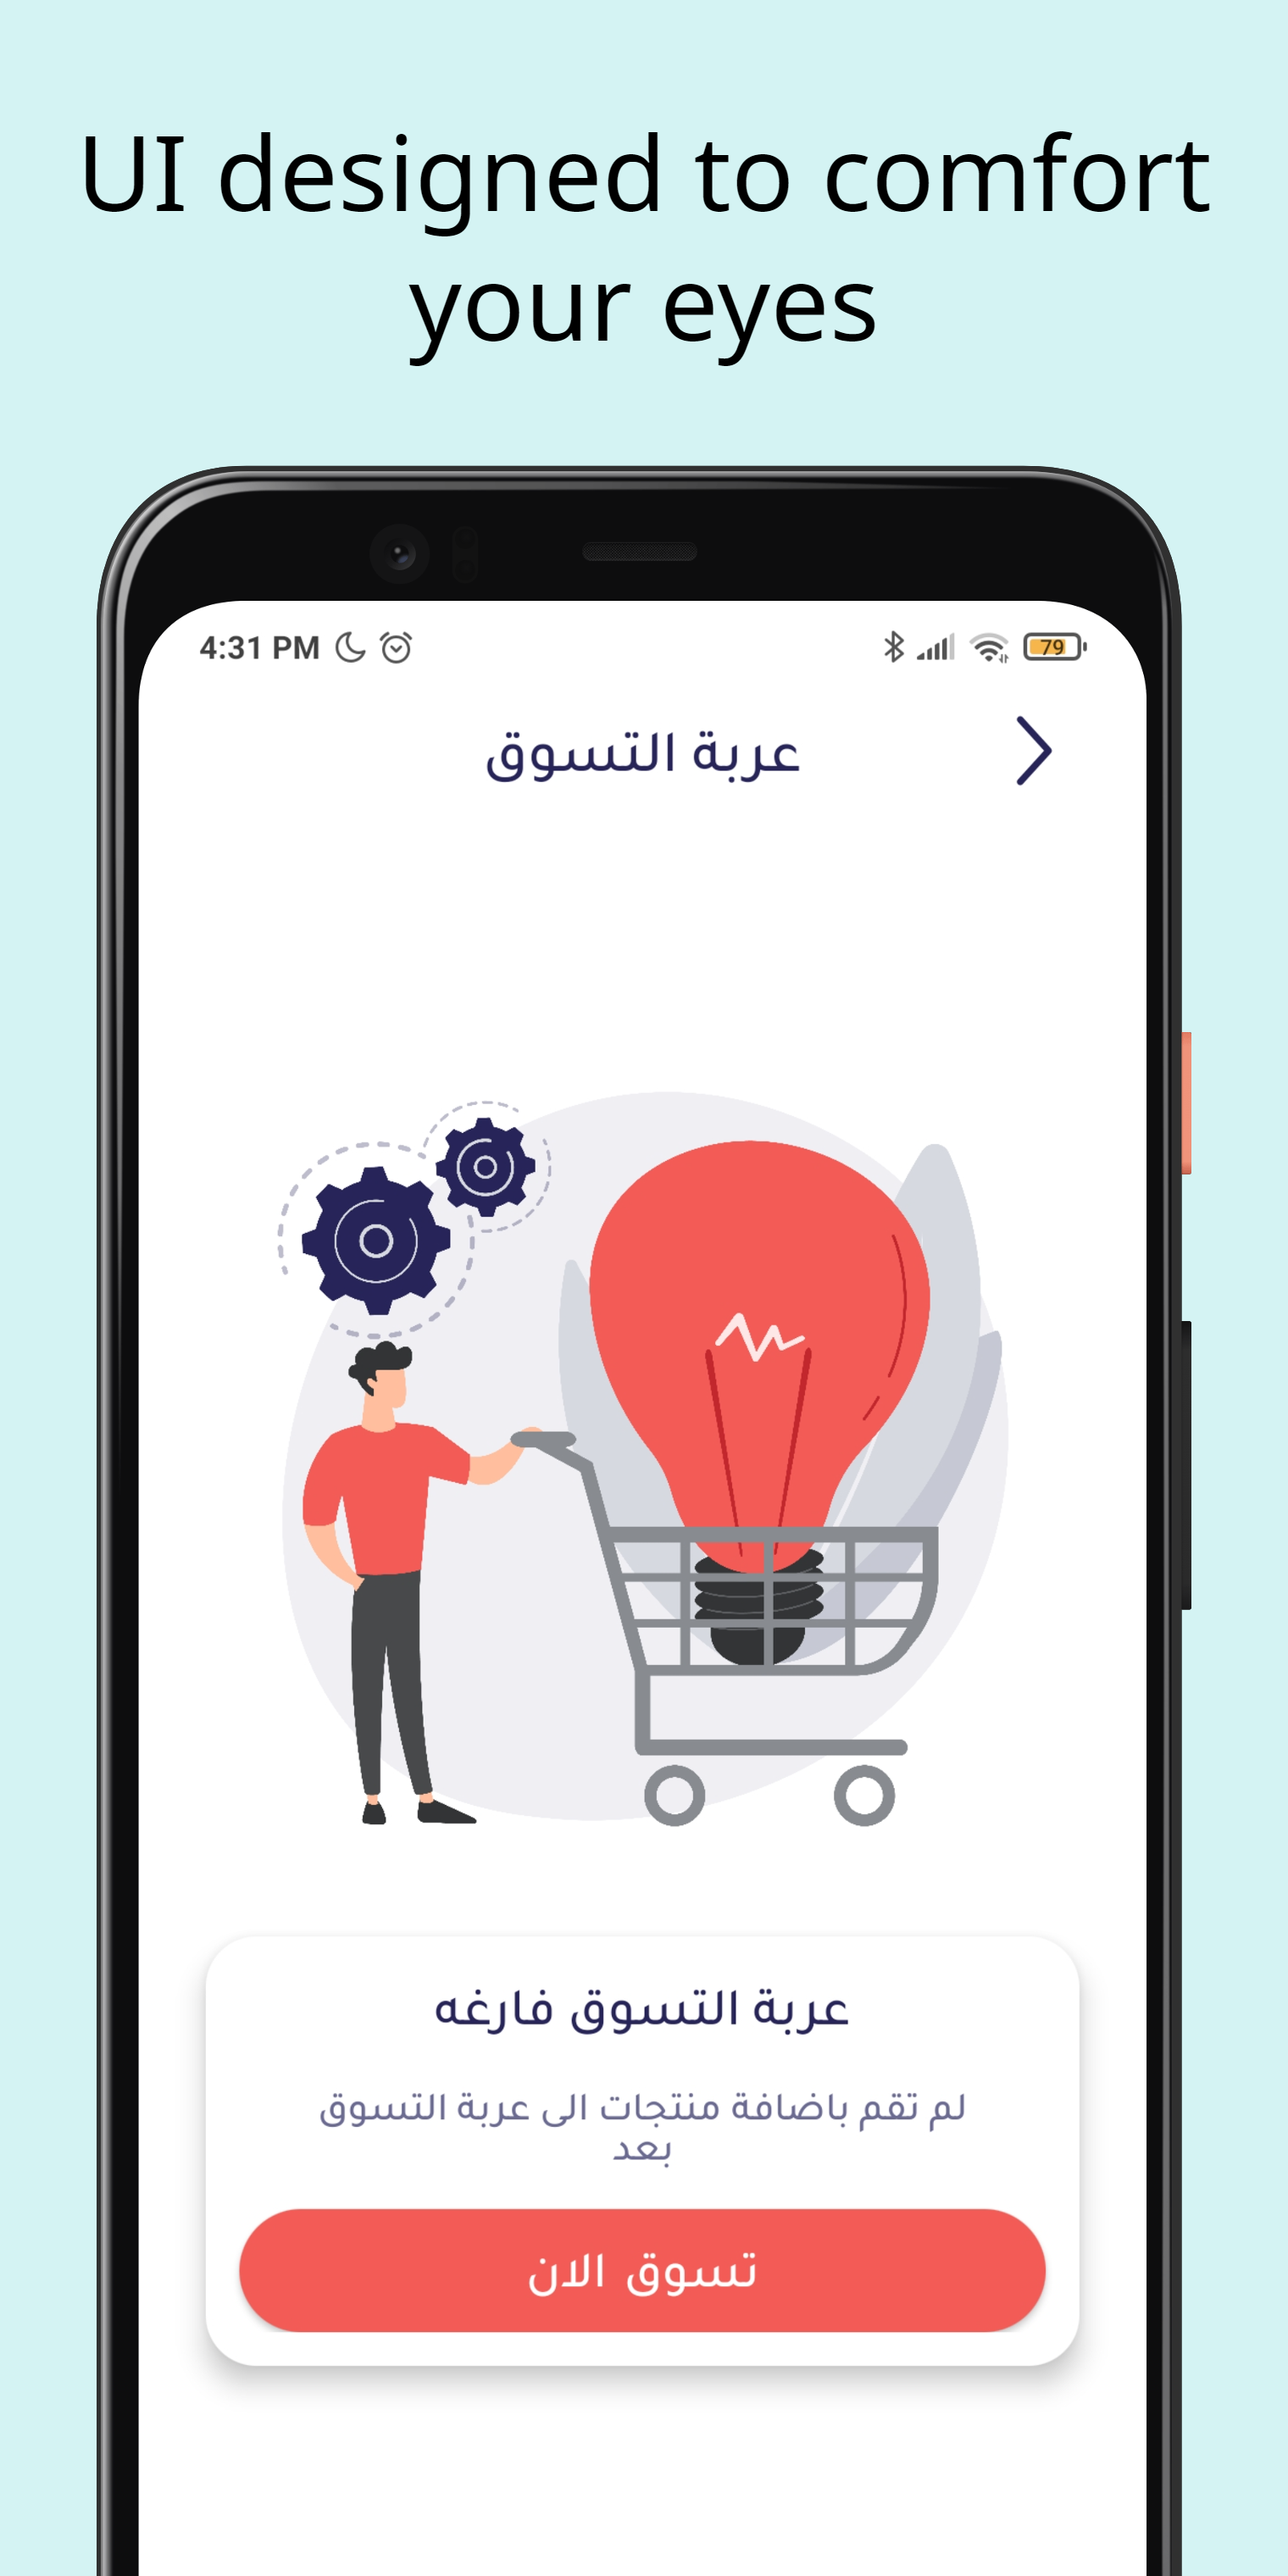 UI designed to comfort
your eyes
4:31 PM
79
عربة التسوق
عربة التسوق فارغه
لم تقم باضافة منتجات الى عربة التسوق
بعد
تسوق الان